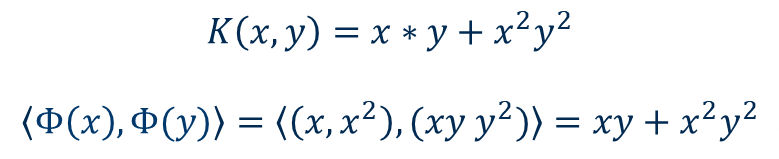 K(x, y) = x * y + x²y²
⟨Φ(x), Φ(y)⟩ = ⟨(x, x²), (xy y²)⟩ = xy + x²y²